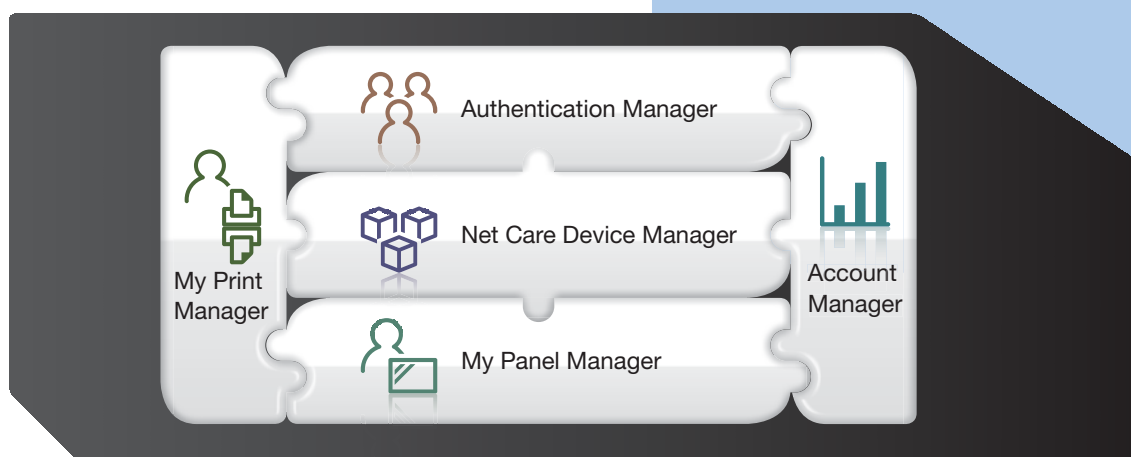 Authentication Manager
Net Care Device Manager
My Print
Manager
Account
Manager
My Panel Manager